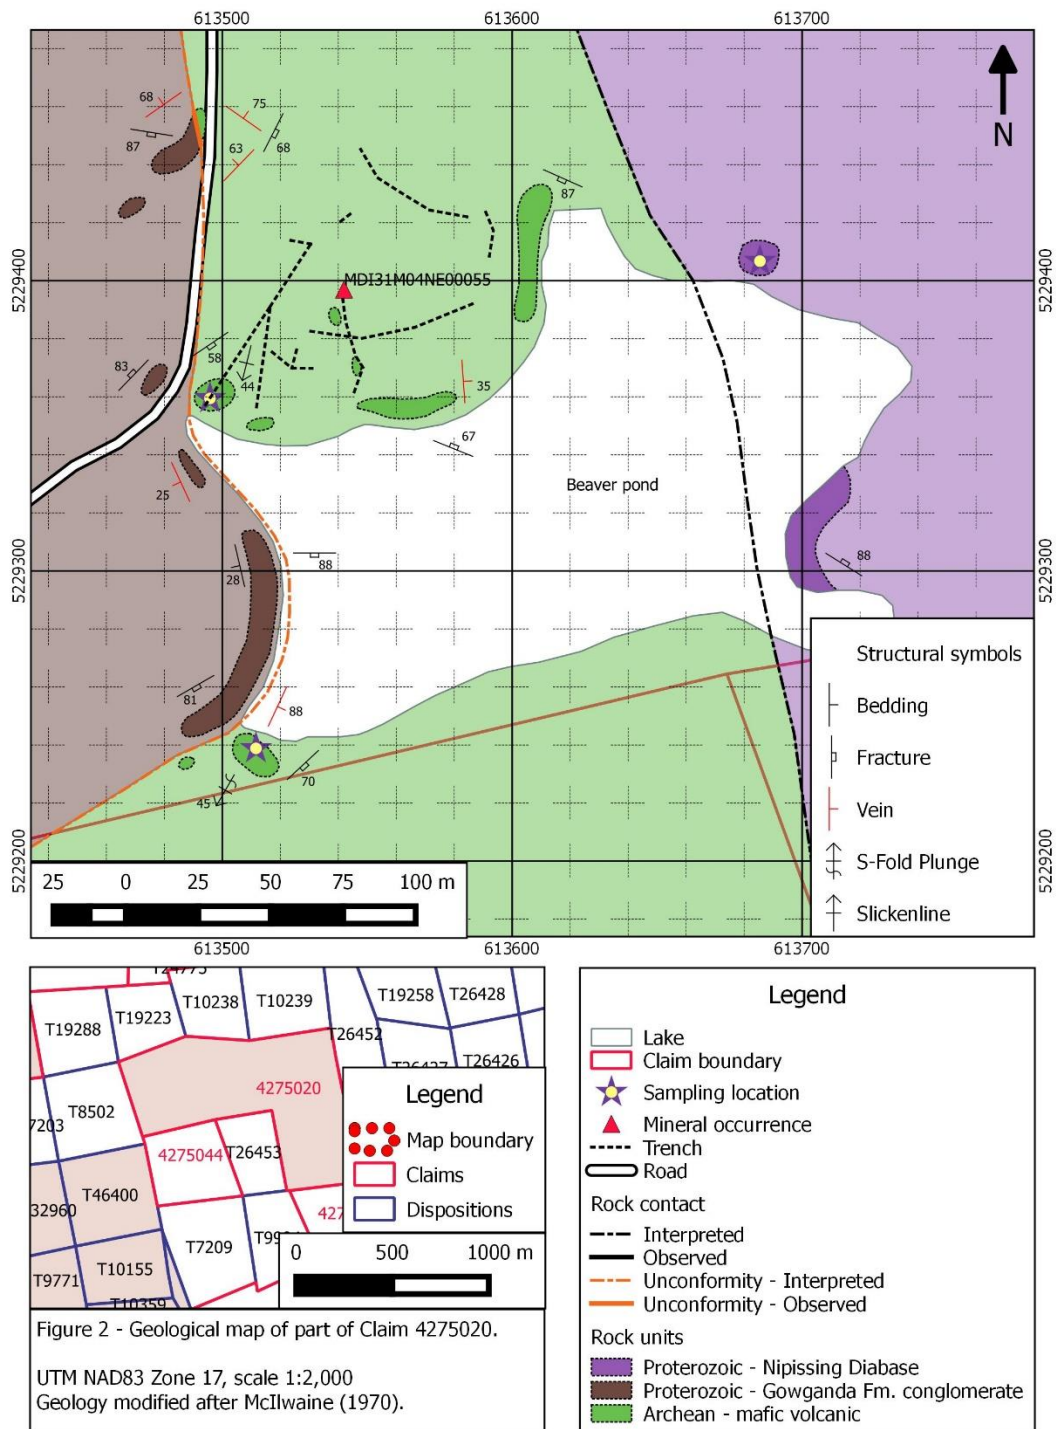 613500 613600 613700
N
68
75
87
68
63
87
5229400
5229400
MDI31M04NE00055
58
83
44
35
67
25
Beaver pond
88
5229300
5229300
28
88
81
88
70
45
5229200
5229200
Structural symbols
Bedding
Fracture
Vein
S-Fold Plunge
Slickenline
25 0 25 50 75 100 m
613500 613600 613700
T24775
T10238 T10239 T19258 T26428
T19288 T19223 T26452
T26427 T26426
4275020
T8502
7203
4275044 T26453
T46400
32960
T7209
T10155
T9771
T10359
Legend
Map boundary
Claims
Dispositions
0 500 1000 m
Figure 2 - Geological map of part of Claim 4275020.
UTM NAD83 Zone 17, scale 1:2,000
Geology modified after McIlwaine (1970).
Legend
Lake
Claim boundary
Sampling location
Mineral occurrence
Trench
Road
Rock contact
Interpreted
Observed
Unconformity - Interpreted
Unconformity - Observed
Rock units
Proterozoic - Nipissing Diabase
Proterozoic - Gowganda Fm. conglomerate
Archean - mafic volcanic